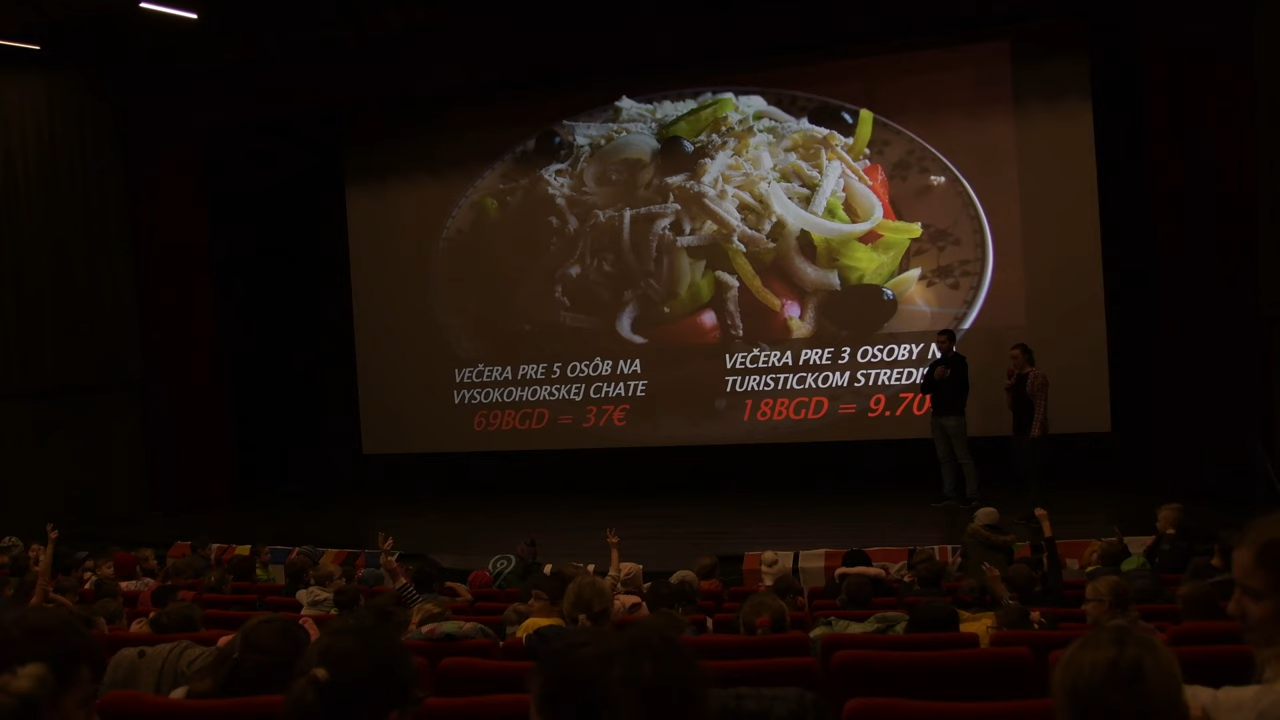 VEČERA PRE 5 OSÔB NA
VYSOKOHORSKEJ CHATE
69BGD = 37€
VEČERA PRE 3 OSOBY
TURISTICKOM
18BGD = 9.70